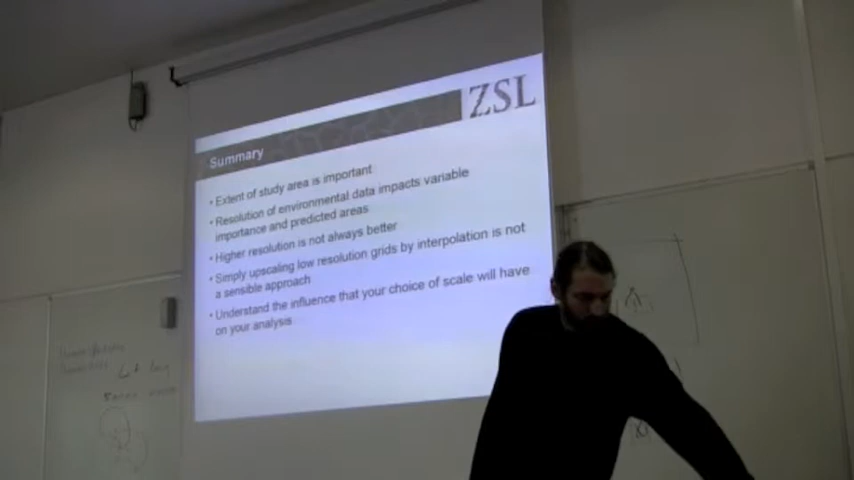 ZSL
Summary
• Extent of study area is important
• Resolution of environmental data impacts variable
importance and predicted areas
• Higher resolution is not always better
• Simply upscaling low resolution grids by interpolation is not
a sensible approach
• Understand the influence that your choice of scale will have
on your analysis